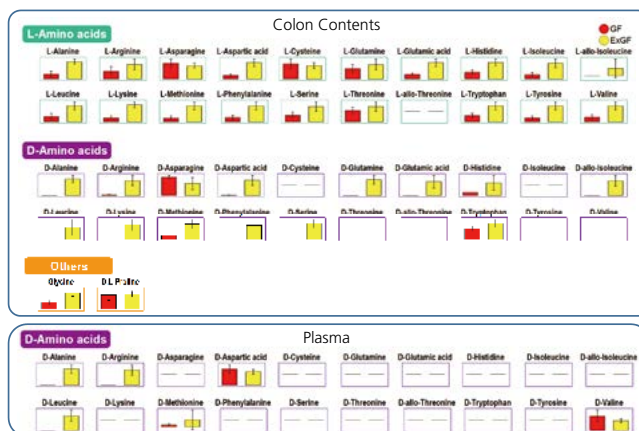 Colon Contents
L-Amino acids
GF
ExGF
L-Alanine L-Arginine L-Asparagine L-Aspartic acid L-Cysteine L-Glutamine L-Glutamic acid L-Histidine L-Isoleucine L-allo-Isoleucine
L-Leucine L-Lysine L-Methionine L-Phenylalanine L-Serine L-Threonine L-allo-Threonine L-Tryptophan L-Tyrosine L-Valine
D-Amino acids
D-Alanine D-Arginine D-Asparagine D-Aspartic acid D-Cysteine D-Glutamine D-Glutamic acid D-Histidine D-Isoleucine D-allo-Isoleucine
D-Leucine D-Lysine D-Methionine D-Phenylalanine D-Serine D-Threonine D-allo-Threonine D-Tryptophan D-Tyrosine D-Valine
Others
Glycine D L Proline
Plasma
D-Amino acids
D-Alanine D-Arginine D-Asparagine D-Aspartic acid D-Cysteine D-Glutamine D-Glutamic acid D-Histidine D-Isoleucine D-allo-Isoleucine
D-Leucine D-Lysine D-Methionine D-Phenylalanine D-Serine D-Threonine D-allo-Threonine D-Tryptophan D-Tyrosine D-Valine